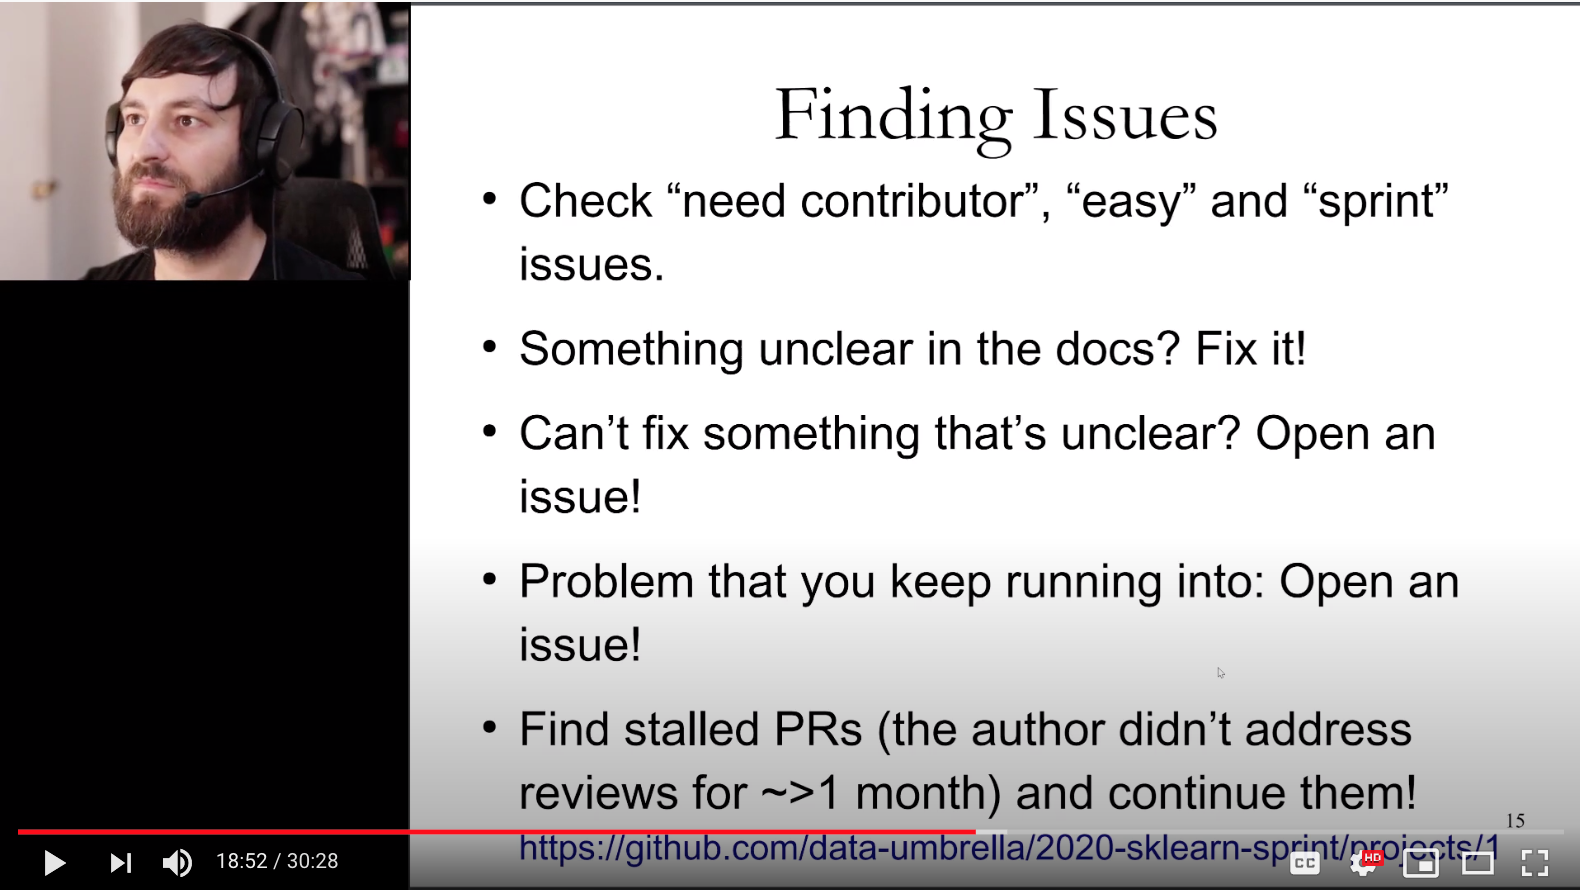 Finding Issues
• Check “need contributor”, “easy” and “sprint”
issues.
• Something unclear in the docs? Fix it!
• Can’t fix something that’s unclear? Open an
issue!
• Problem that you keep running into: Open an
issue!
• Find stalled PRs (the author didn’t address
reviews for ~>1 month) and continue them!
15
https://github.com/data-umbrella/2020-sklearn-sprint/projects/1
18:52 / 30:28
CC
HD